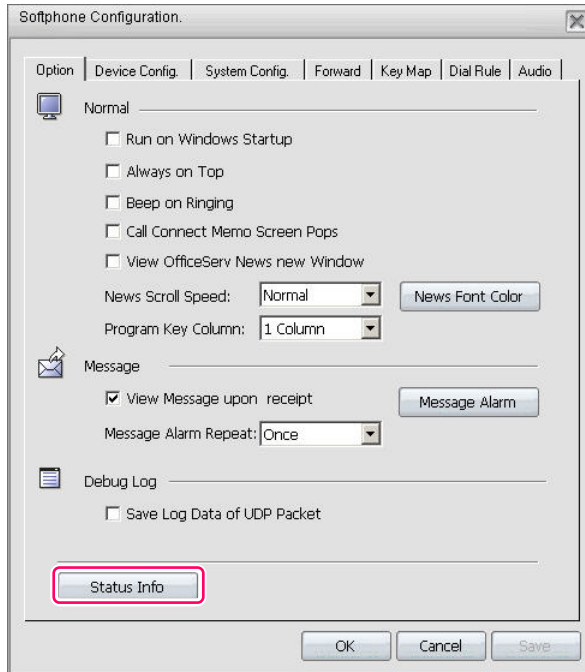 Softphone Configuration.
Option Device Config. System Config. Forward Key Map Dial Rule Audio
Normal
Run on Windows Startup
Always on Top
Beep on Ringing
Call Connect Memo Screen Pops
View OfficeServ News new Window
News Scroll Speed: Normal News Font Color
Program Key Column: 1 Column
Message
View Message upon receipt Message Alarm
Message Alarm Repeat: Once
Debug Log
Save Log Data of UDP Packet
Status Info
OK Cancel Save